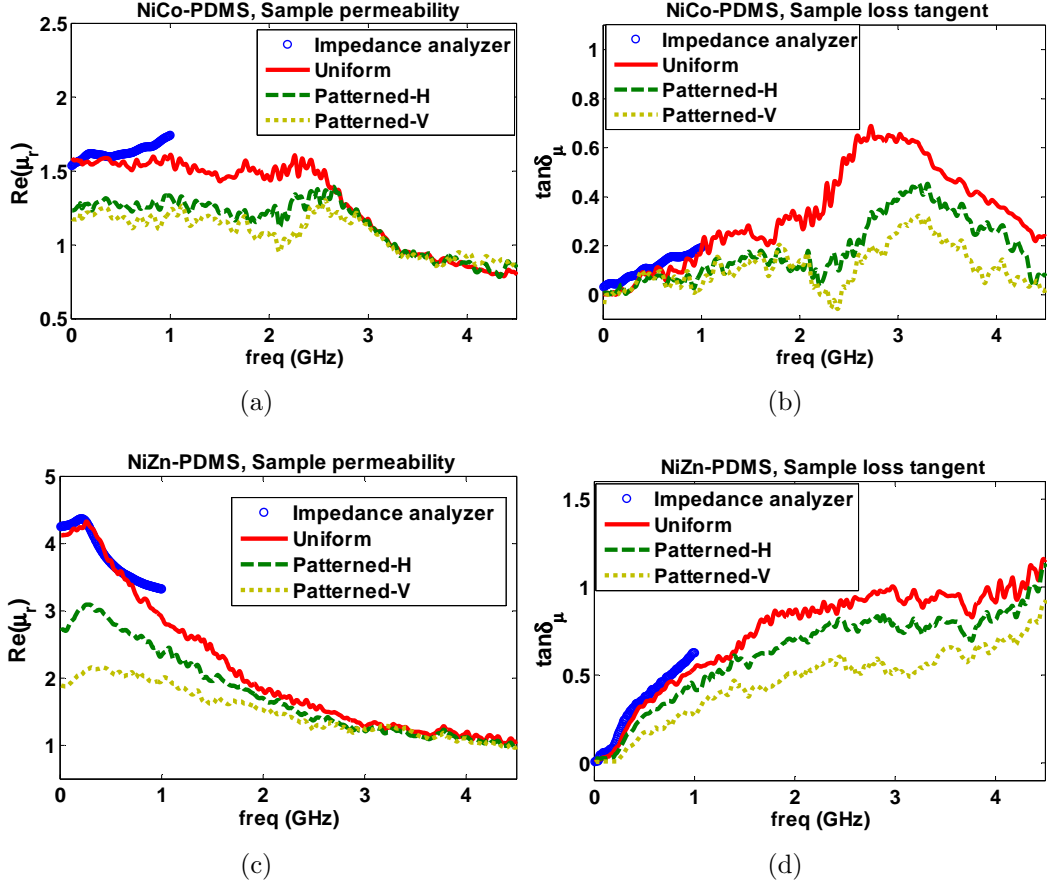 NiCo-PDMS, Sample permeability
2.5
2
1.5
1
0.5
Re(μr)
Impedance analyzer
Uniform
Patterned-H
Patterned-V
0 1 2 3 4
freq (GHz)
(a)
NiCo-PDMS, Sample loss tangent
1
0.8
0.6
0.4
0.2
0
tanδμ
Impedance analyzer
Uniform
Patterned-H
Patterned-V
0 1 2 3 4
freq (GHz)
(b)
NiZn-PDMS, Sample permeability
5
4
3
2
1
Re(μr)
Impedance analyzer
Uniform
Patterned-H
Patterned-V
0 1 2 3 4
freq (GHz)
(c)
NiZn-PDMS, Sample loss tangent
1.5
1
0.5
0
tanδμ
Impedance analyzer
Uniform
Patterned-H
Patterned-V
0 1 2 3 4
freq (GHz)
(d)